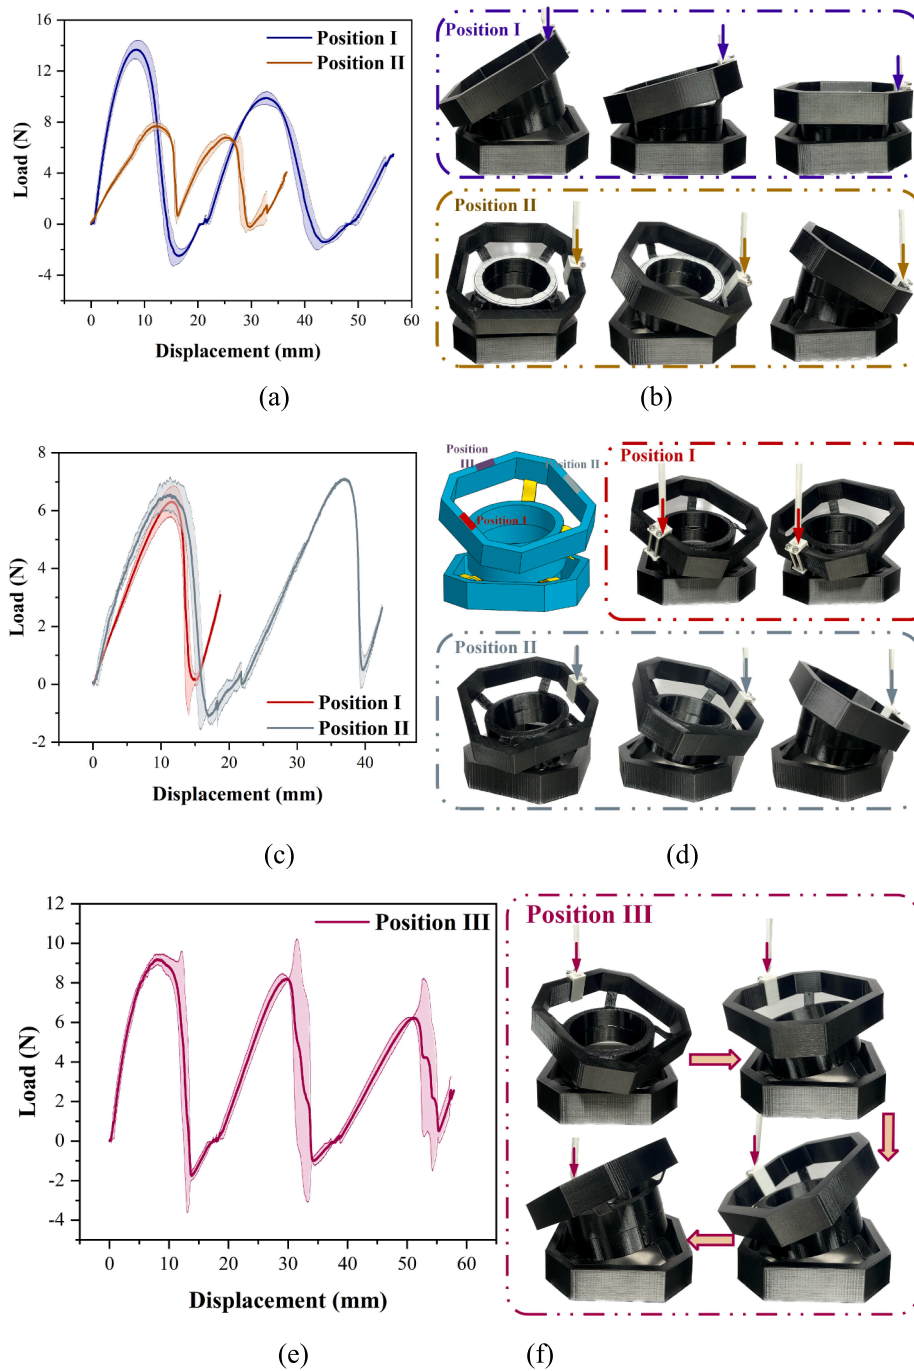 16
12
8
4
0
-4
Load (N)
Position I
Position II
0 10 20 30 40 50 60
Displacement (mm)
(a)
Position I
Position II
(b)
8
6
4
2
0
-2
Load (N)
Position I
Position II
0 10 20 30 40
Displacement (mm)
(c)
Position
III
Position II
Position I
Position I
Position II
(d)
12
10
8
6
4
2
0
-2
-4
Load (N)
Position III
0 10 20 30 40 50 60
Displacement (mm)
(e)
Position III
(f)